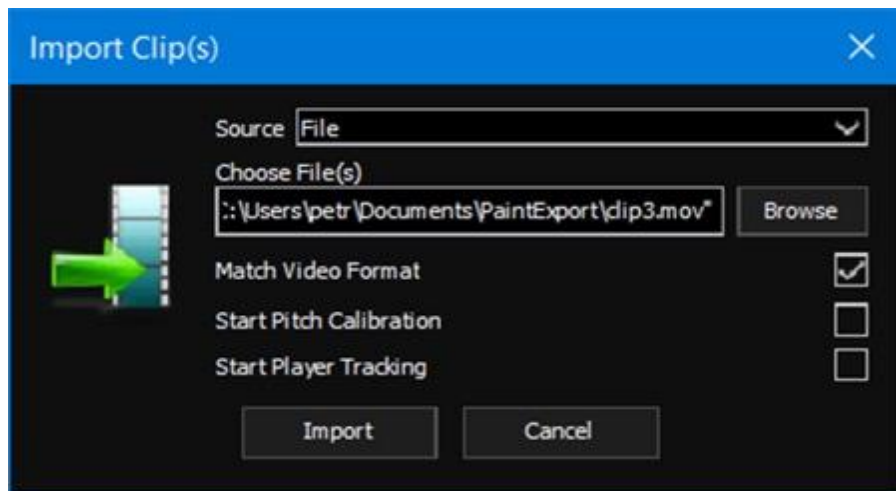 Import Clip(s)
Source File
Choose File(s)
:\Users\petr\Documents\PaintExport\clip3.mov" Browse
Match Video Format
Start Pitch Calibration
Start Player Tracking
Import Cancel